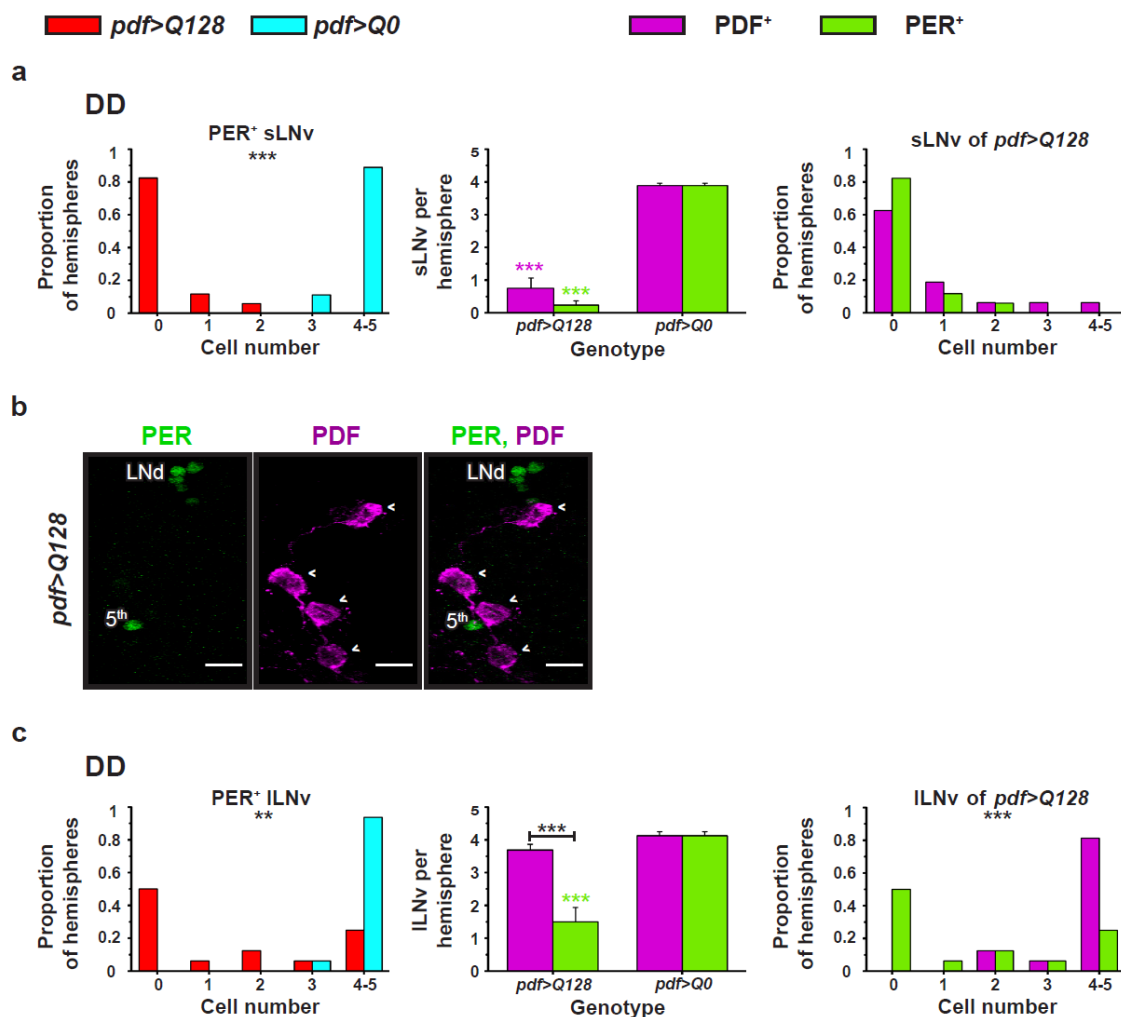 pdf>Q128 pdf>Q0 PDF⁺ PER⁺
a
DD
PER⁺ sLNv
***
Proportion
of hemispheres
1
0.8
0.6
0.4
0.2
0
0 1 2 3 4-5
Cell number
sLNv per
hemisphere
5
4
3
2
1
0
*** ***
pdf>Q128 pdf>Q0
Genotype
sLNv of pdf>Q128
Proportion
of hemispheres
1
0.8
0.6
0.4
0.2
0
0 1 2 3 4-5
Cell number
b
PER PDF PER, PDF
pdf>Q128
LNd
5th
LNd
5th
c
DD
PER⁺ lLNv
**
Proportion
of hemispheres
1
0.8
0.6
0.4
0.2
0
0 1 2 3 4-5
Cell number
lLNv per
hemisphere
5
4
3
2
1
0
***
***
pdf>Q128 pdf>Q0
Genotype
lLNv of pdf>Q128
***
Proportion
of hemispheres
1
0.8
0.6
0.4
0.2
0
0 1 2 3 4-5
Cell number